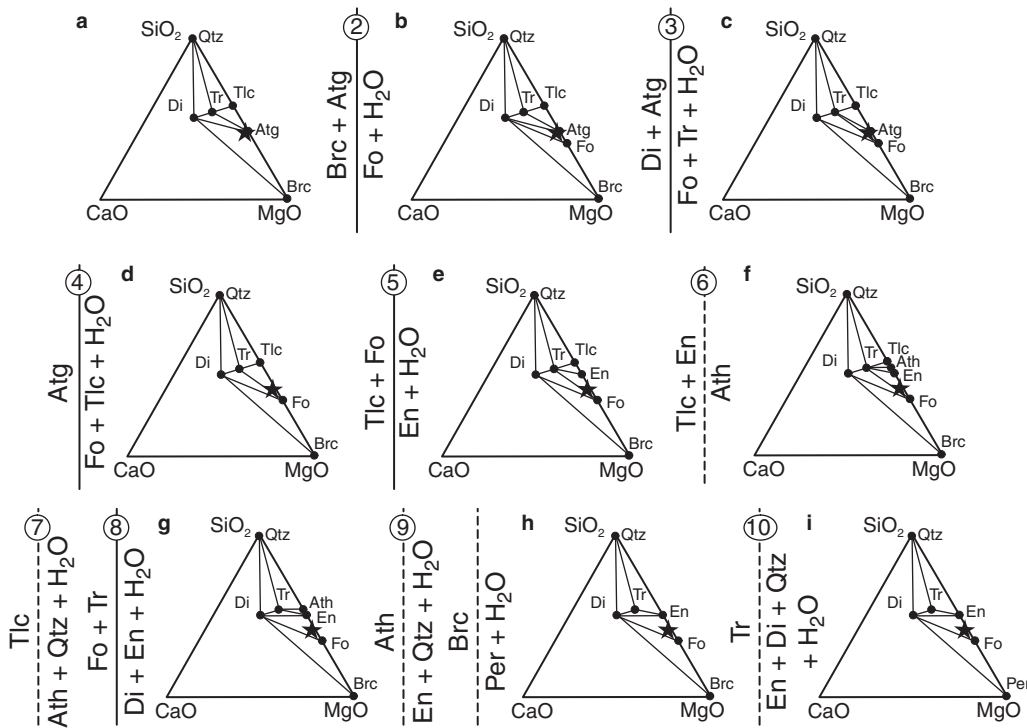 a
SiO2 Qtz
Di Tr Tlc
Atg
Brc
CaO MgO
②
Brc + Atg
Fo + H2O
b
SiO2 Qtz
Di Tr Tlc
Atg
Fo
Brc
CaO MgO
③
Di + Atg
Fo + Tr + H2O
c
SiO2 Qtz
Di Tr Tlc
Atg
Fo
Brc
CaO MgO
④
Atg
Fo + Tlc + H2O
d
SiO2 Qtz
Di Tr Tlc
Fo
Brc
CaO MgO
⑤
Tlc + Fo
En + H2O
e
SiO2 Qtz
Di Tr Tlc
En
Fo
Brc
CaO MgO
⑥
Tlc + En
Ath
f
SiO2 Qtz
Di Tr Tlc
Ath
En
Fo
Brc
CaO MgO
⑦
Tlc
Ath + Qtz + H2O
⑧
Fo + Tr
Di + En + H2O
g
SiO2 Qtz
Di Tr Ath
En
Fo
Brc
CaO MgO
⑨
Ath
En + Qtz + H2O
Brc
Per + H2O
h
SiO2 Qtz
Di Tr En
Fo
Brc
CaO MgO
⑩
Tr
En + Di + Qtz
+ H2O
i
SiO2 Qtz
Di Tr En
Fo
Per
CaO MgO